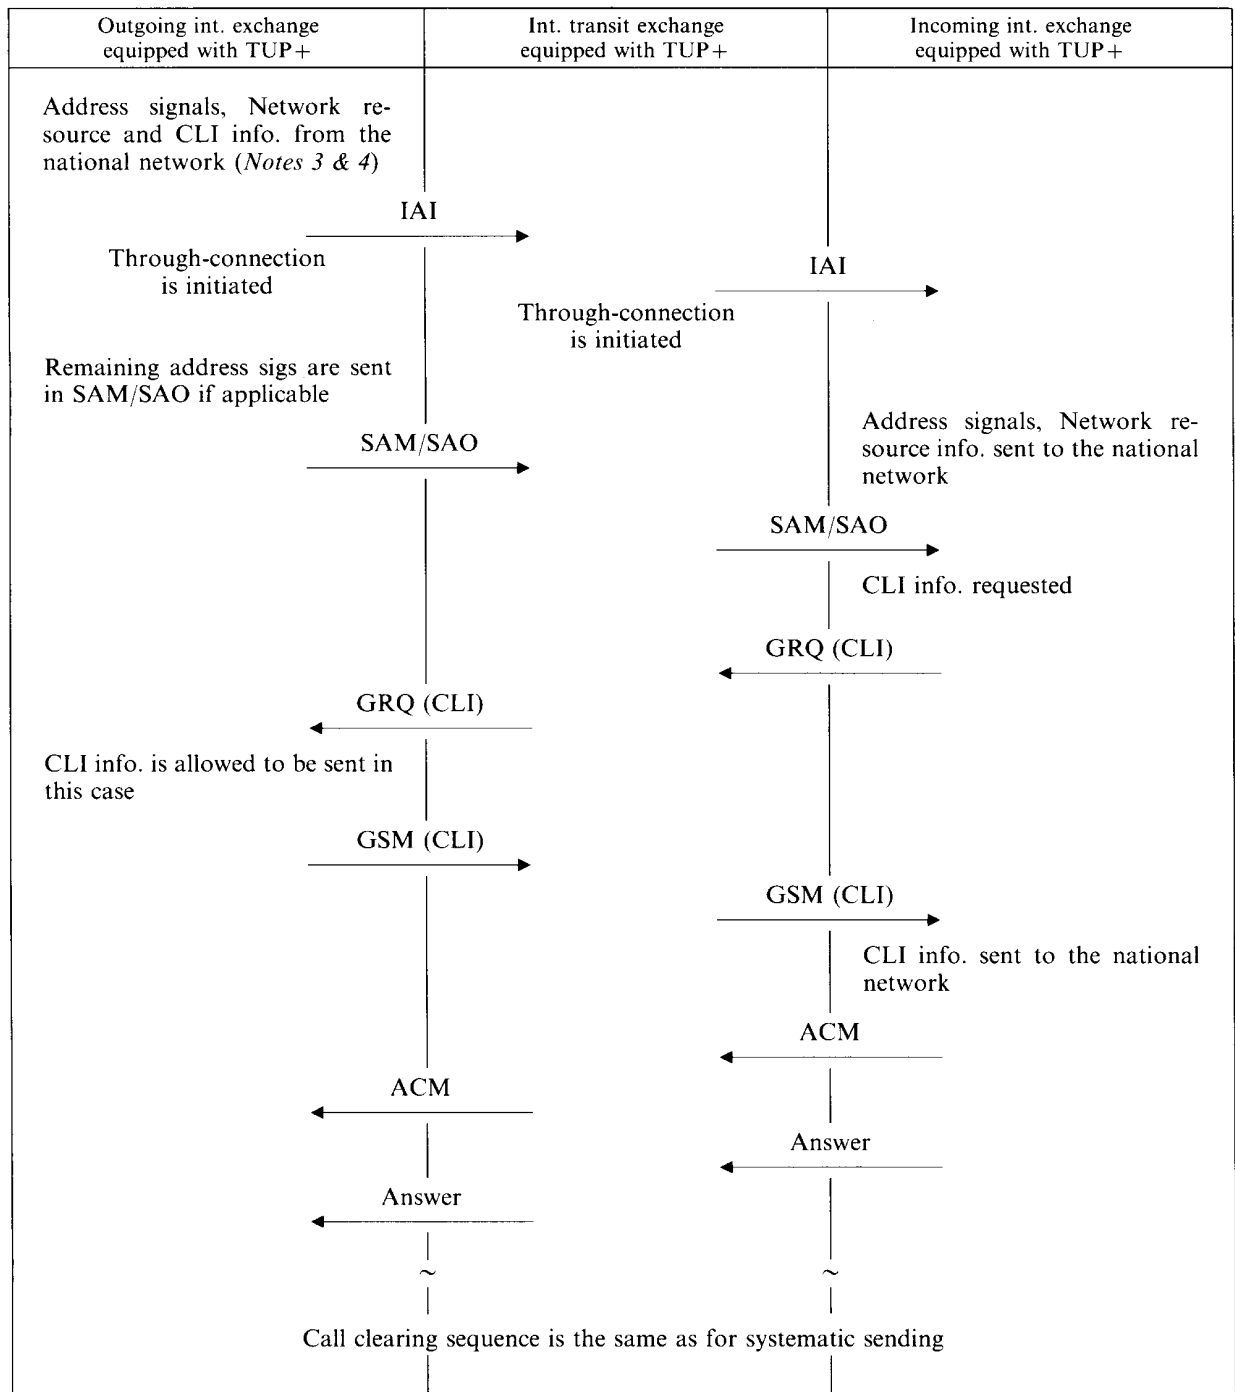 Outgoing int. exchange
equipped with TUP+
Int. transit exchange
equipped with TUP+
Incoming int. exchange
equipped with TUP+
Address signals, Network re-
source and CLI info. from the
national network (Notes 3 & 4)
IAI
Through-connection
is initiated
IAI
Through-connection
is initiated
Remaining address sigs are sent
in SAM/SAO if applicable
Address signals, Network re-
source info. sent to the national
network
SAM/SAO
SAM/SAO
CLI info. requested
GRQ (CLI)
GRQ (CLI)
CLI info. is allowed to be sent in
this case
GSM (CLI)
GSM (CLI)
CLI info. sent to the national
network
ACM
ACM
Answer
Answer
~
~
Call clearing sequence is the same as for systematic sending